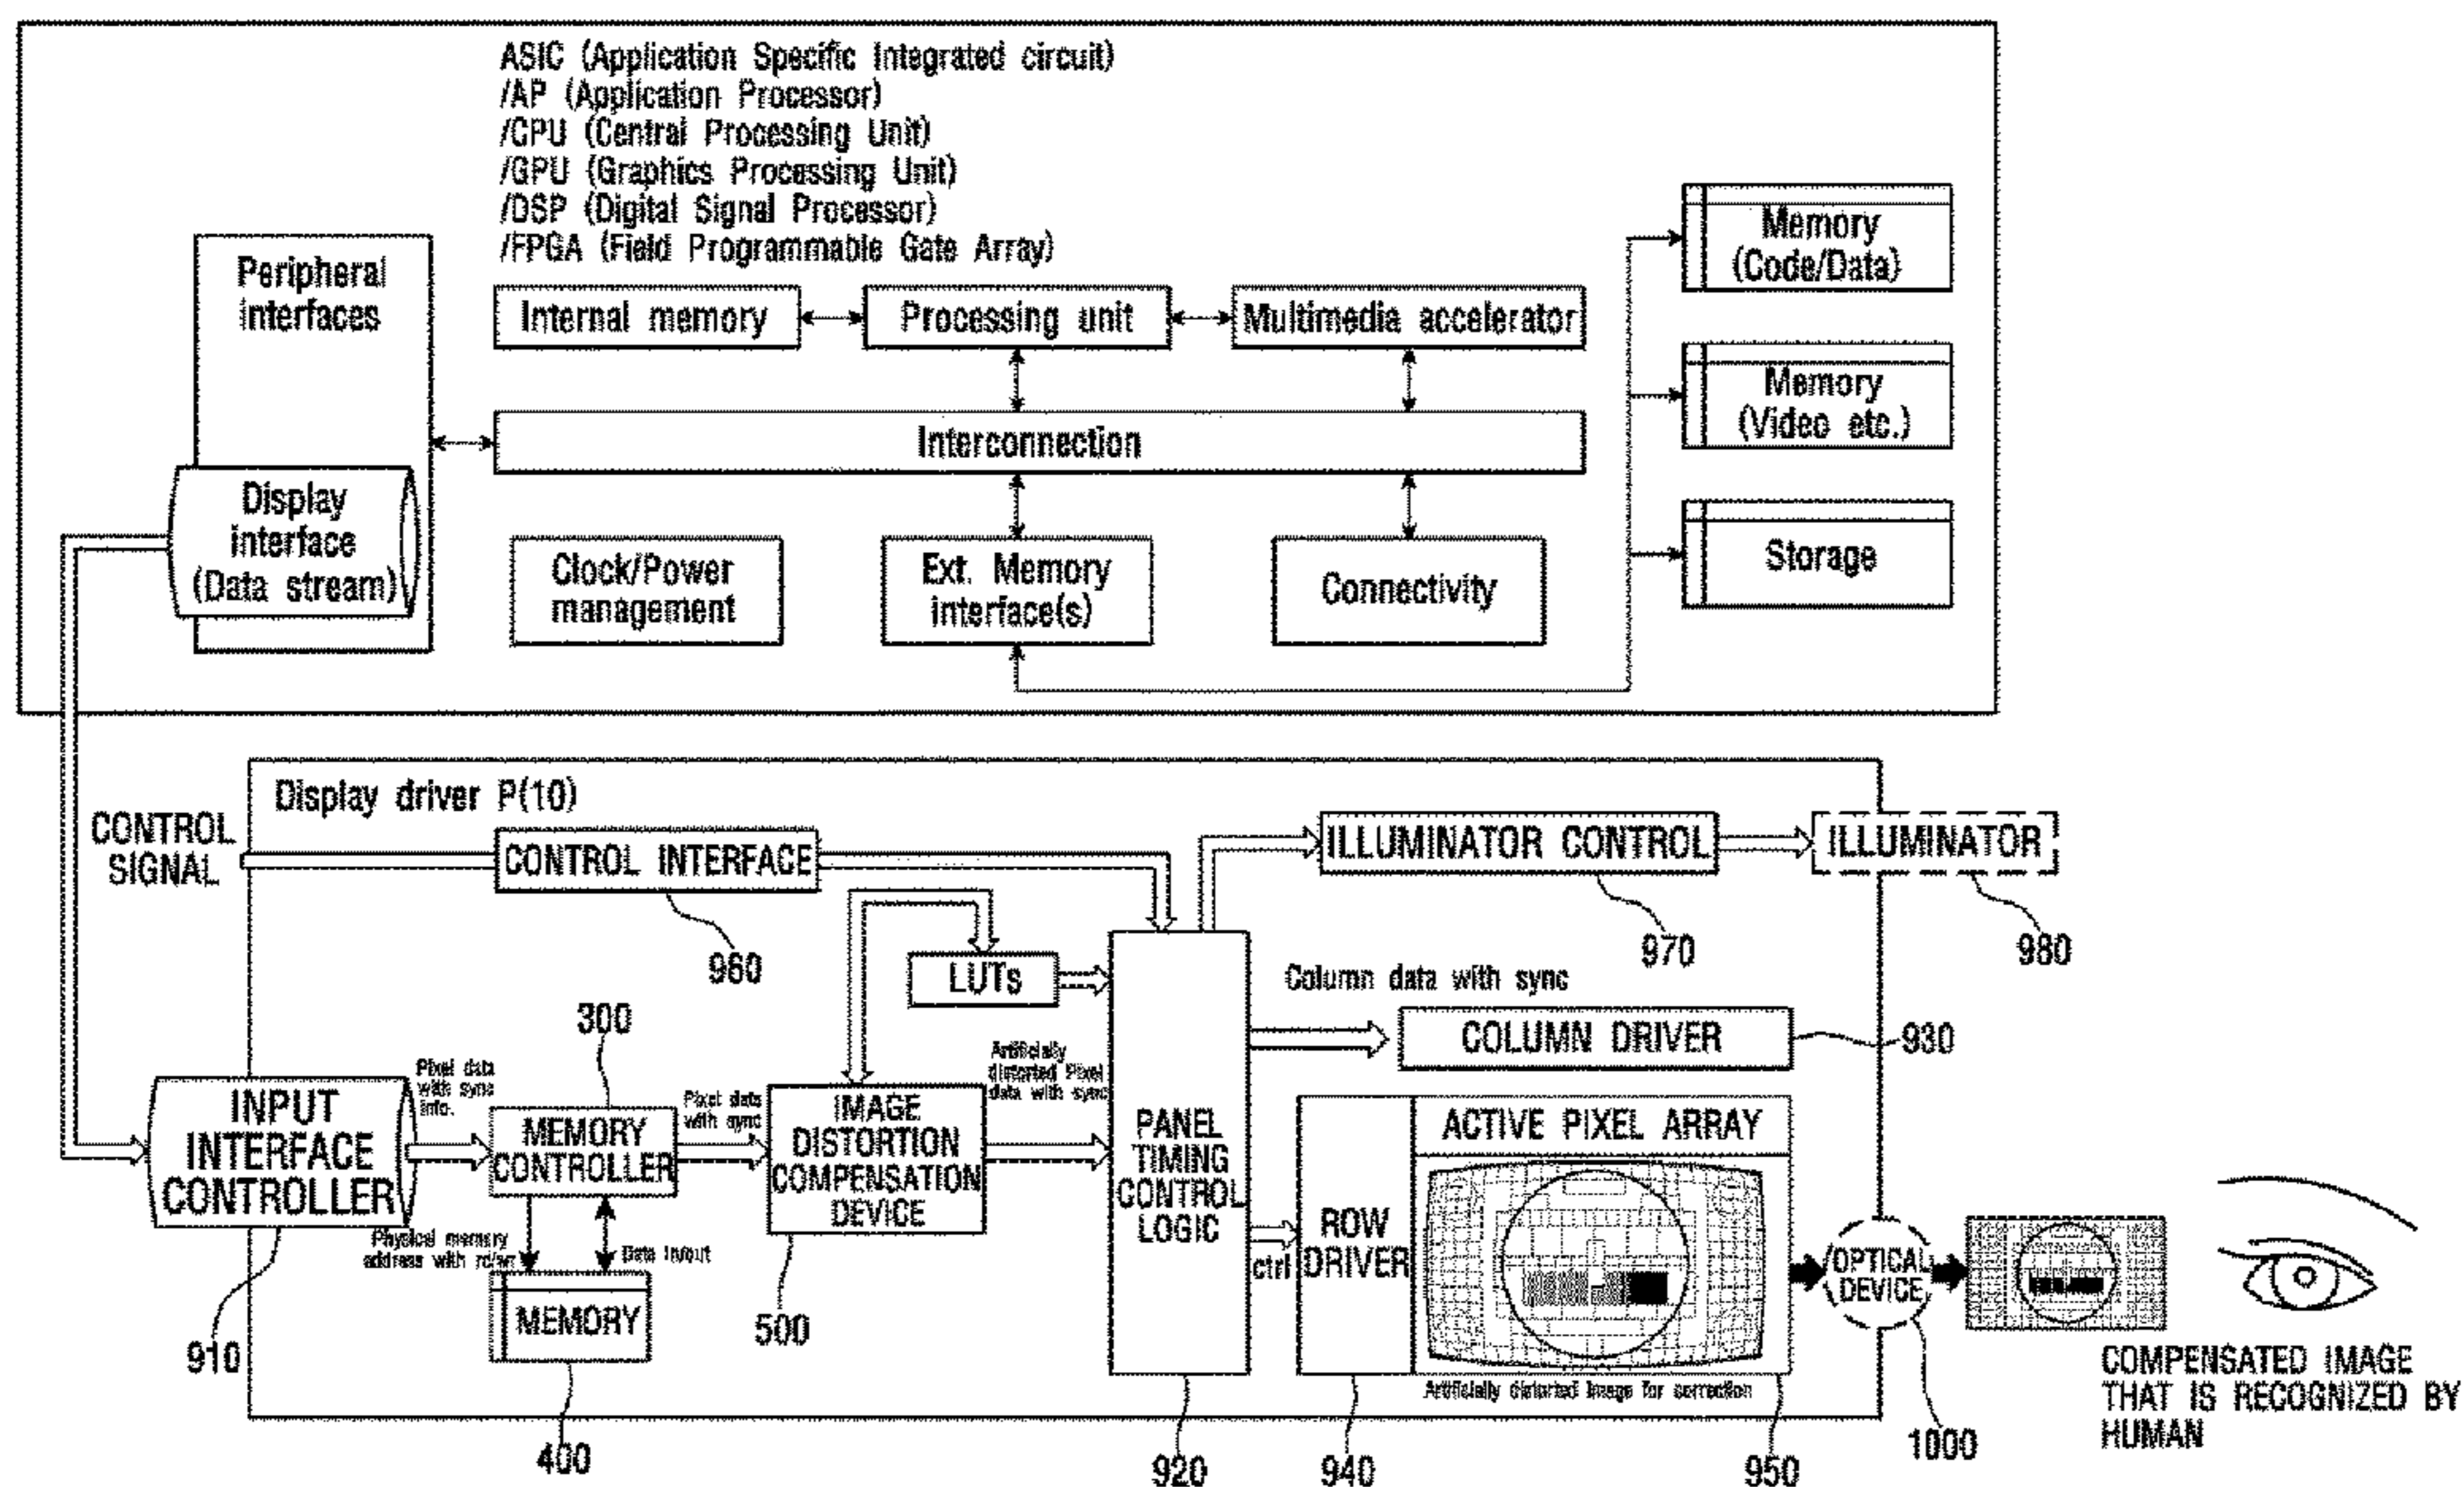 ASIC (Application Specific Integrated circuit)
/AP (Application Processor)
/CPU (Central Processing Unit)
/GPU (Graphics Processing Unit)
/DSP (Digital Signal Processor)
/FPGA (Field Programmable Gate Array)
Peripheral
interfaces
Internal memory
Processing unit
Multimedia accelerator
Memory
(Code/Data)
Memory
(Video etc.)
Interconnection
Display
interface
(Data stream)
Clock/Power
management
Ext. Memory
interface(s)
Connectivity
Storage
Display driver P(10)
CONTROL
SIGNAL
CONTROL INTERFACE
960
ILLUMINATOR CONTROL
970
ILLUMINATOR
980
LUTs
Column data with sync
COLUMN DRIVER
930
300
Pixel data
with sync
info.
Pixel data
with sync
Artificially
distorted Pixel
data with sync
INPUT
INTERFACE
CONTROLLER
910
MEMORY
CONTROLLER
IMAGE
DISTORTION
COMPENSATION
DEVICE
500
PANEL
TIMING
CONTROL
LOGIC
920
ctrl
ROW
DRIVER
940
ACTIVE PIXEL ARRAY
950
Physical memory
address with rd/wr
Data in/out
MEMORY
400
Artificially distorted image for correction
OPTICAL
DEVICE
1000
COMPENSATED IMAGE
THAT IS RECOGNIZED BY
HUMAN